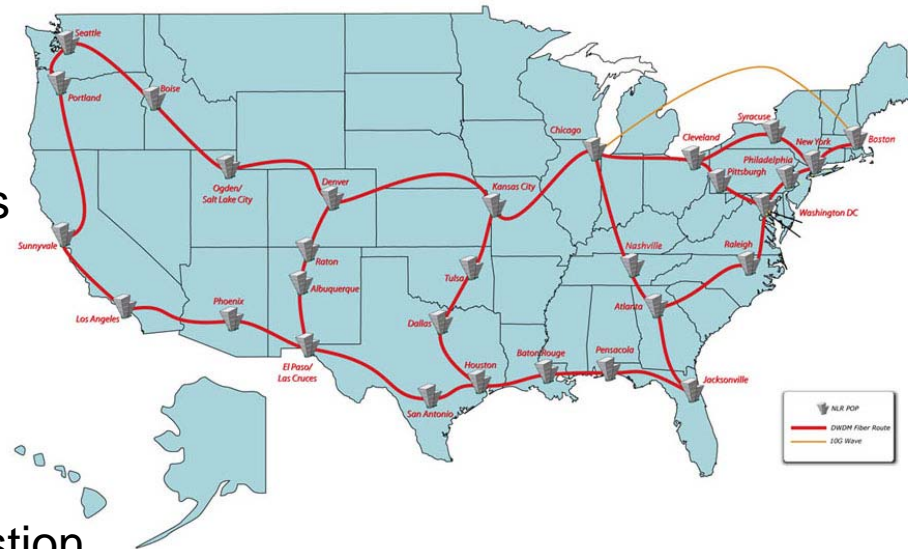 Seattle
Portland
Boise
Ogden/
Salt Lake City
Denver
Kansas City
Chicago
Cleveland
Syracuse
New York
Boston
Philadelphia
Pittsburgh
Washington DC
s
Sunnyvale
Los Angeles
Phoenix
Raton
Albuquerque
El Paso/
Las Cruces
Tulsa
Dallas
Houston
San Antonio
Baton Rouge
Pensacola
Jacksonville
Nashville
Atlanta
Raleigh
NLR POP
DWDM Fiber Route
10G Wave
stion